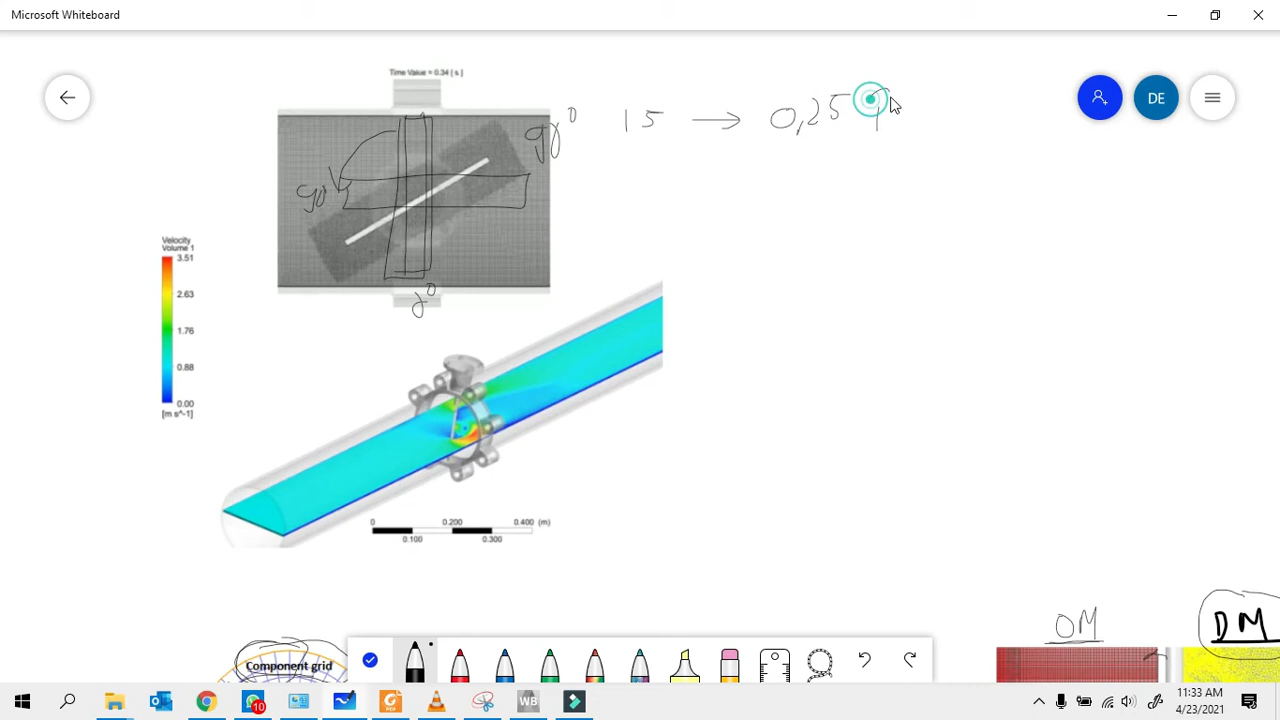 Microsoft Whiteboard
Time Value = 0.34 [ s ]
DE
90°
15 → 0,25
90
0°
Velocity
Volume 1
3.51
2.63
1.76
0.88
0.00
[m s^-1]
0 0.200 0.400 (m)
0.100 0.300
OM
DM
Component grid
10
WB
11:33 AM
4/23/2021